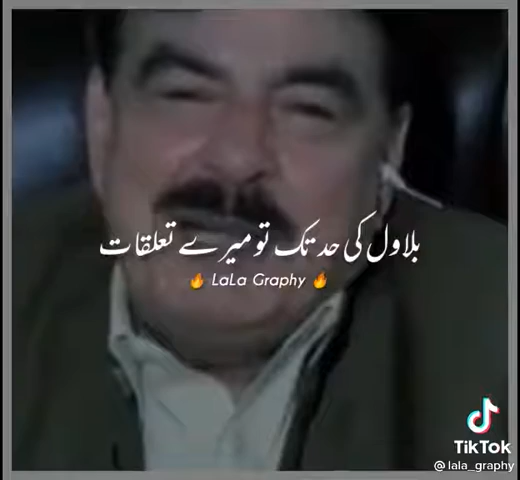 بلاول کی حد تک تو میرے تعلقات
🔥 LaLa Graphy 🔥
TikTok
@lala_graphy